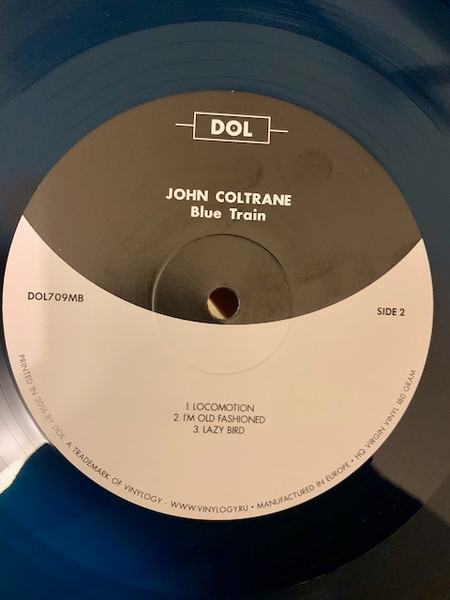 DOL
JOHN COLTRANE
Blue Train
DOL709MB
SIDE 2
1. LOCOMOTION
2. I'M OLD FASHIONED
3. LAZY BIRD
PRINTED IN 2016 BY DOL, A TRADEMARK OF VINYLOGY - WWW.VINYLOGY.RU • MANUFACTURED IN EUROPE • HQ VIRGIN VINYL 180 GRAM